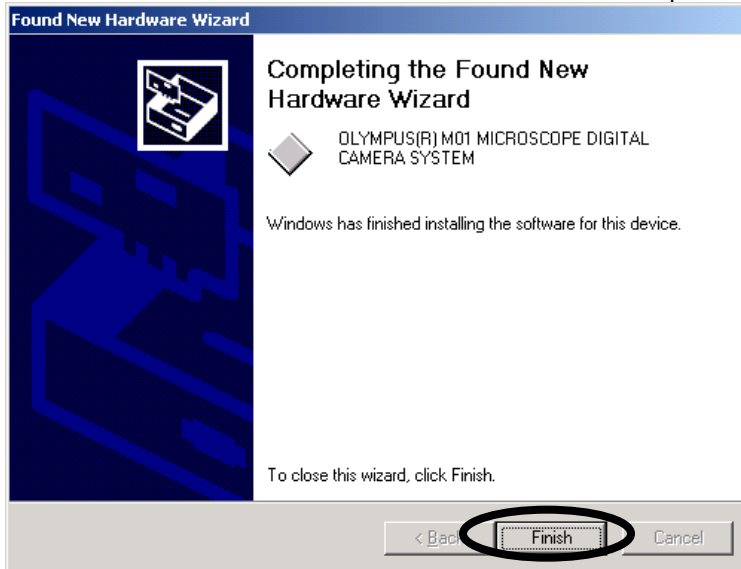 Found New Hardware Wizard
Completing the Found New
Hardware Wizard
OLYMPUS(R) M01 MICROSCOPE DIGITAL
CAMERA SYSTEM
Windows has finished installing the software for this device.
To close this wizard, click Finish.
< Bac Finish Cancel